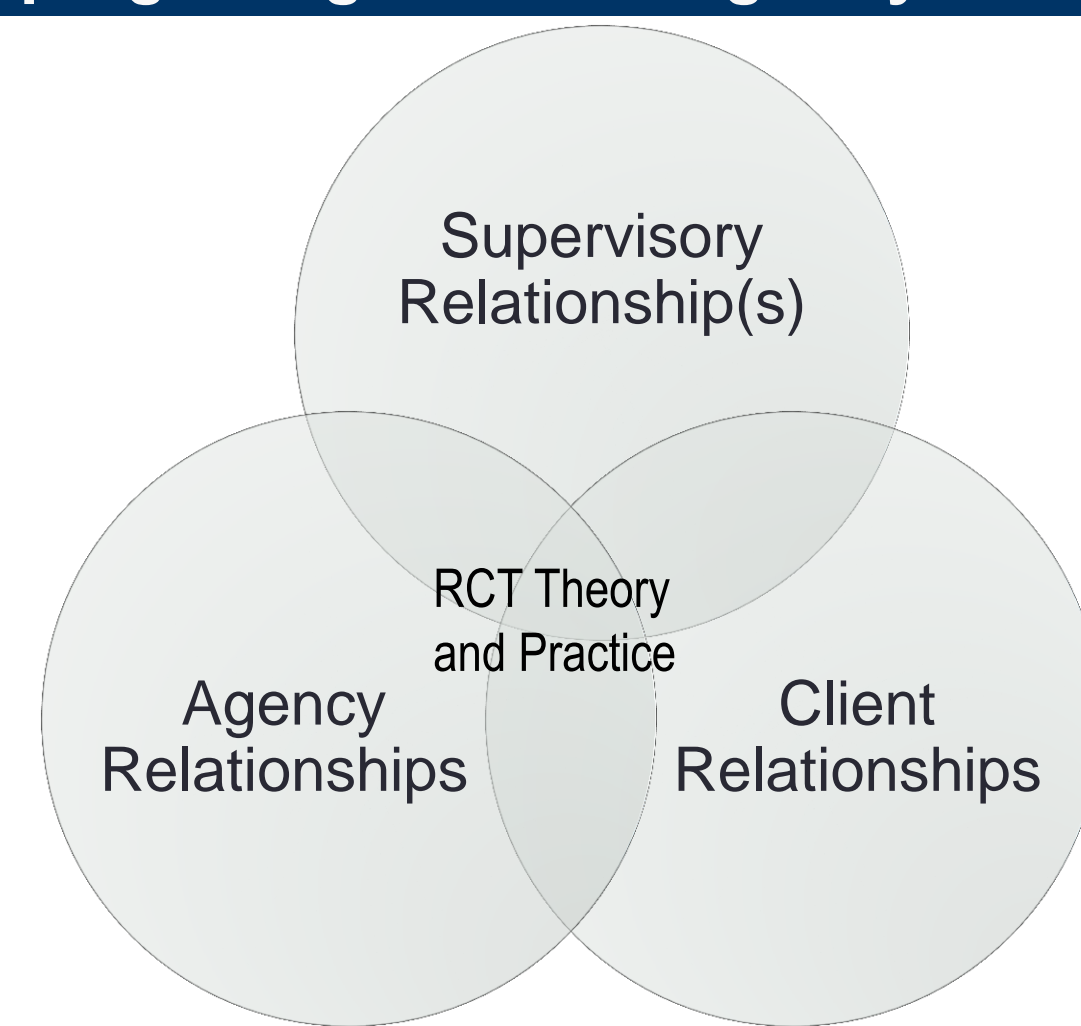 Supervisory
Relationship(s)
RCT Theory
and Practice
Agency
Relationships
Client
Relationships